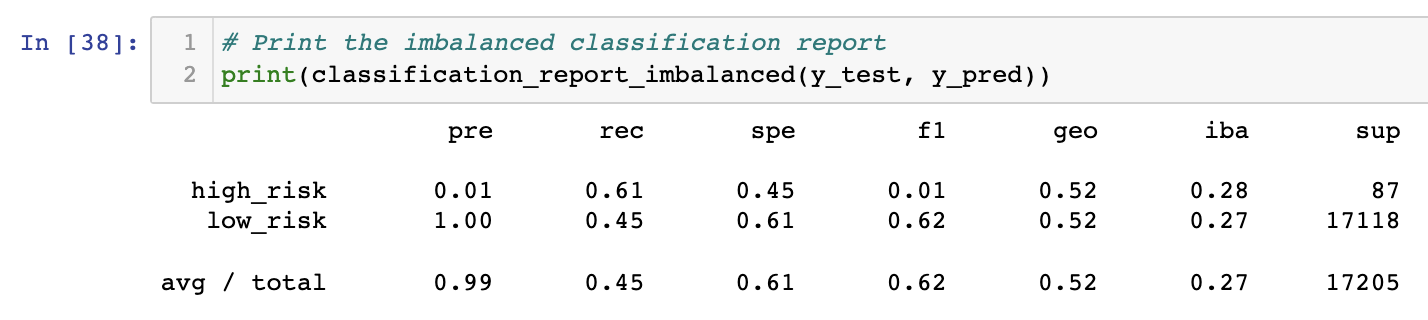 In [38]: 1 # Print the imbalanced classification report
2 print(classification_report_imbalanced(y_test, y_pred))
pre rec spe f1 geo iba sup
high_risk 0.01 0.61 0.45 0.01 0.52 0.28 87
low_risk 1.00 0.45 0.61 0.62 0.52 0.27 17118
avg / total 0.99 0.45 0.61 0.62 0.52 0.27 17205